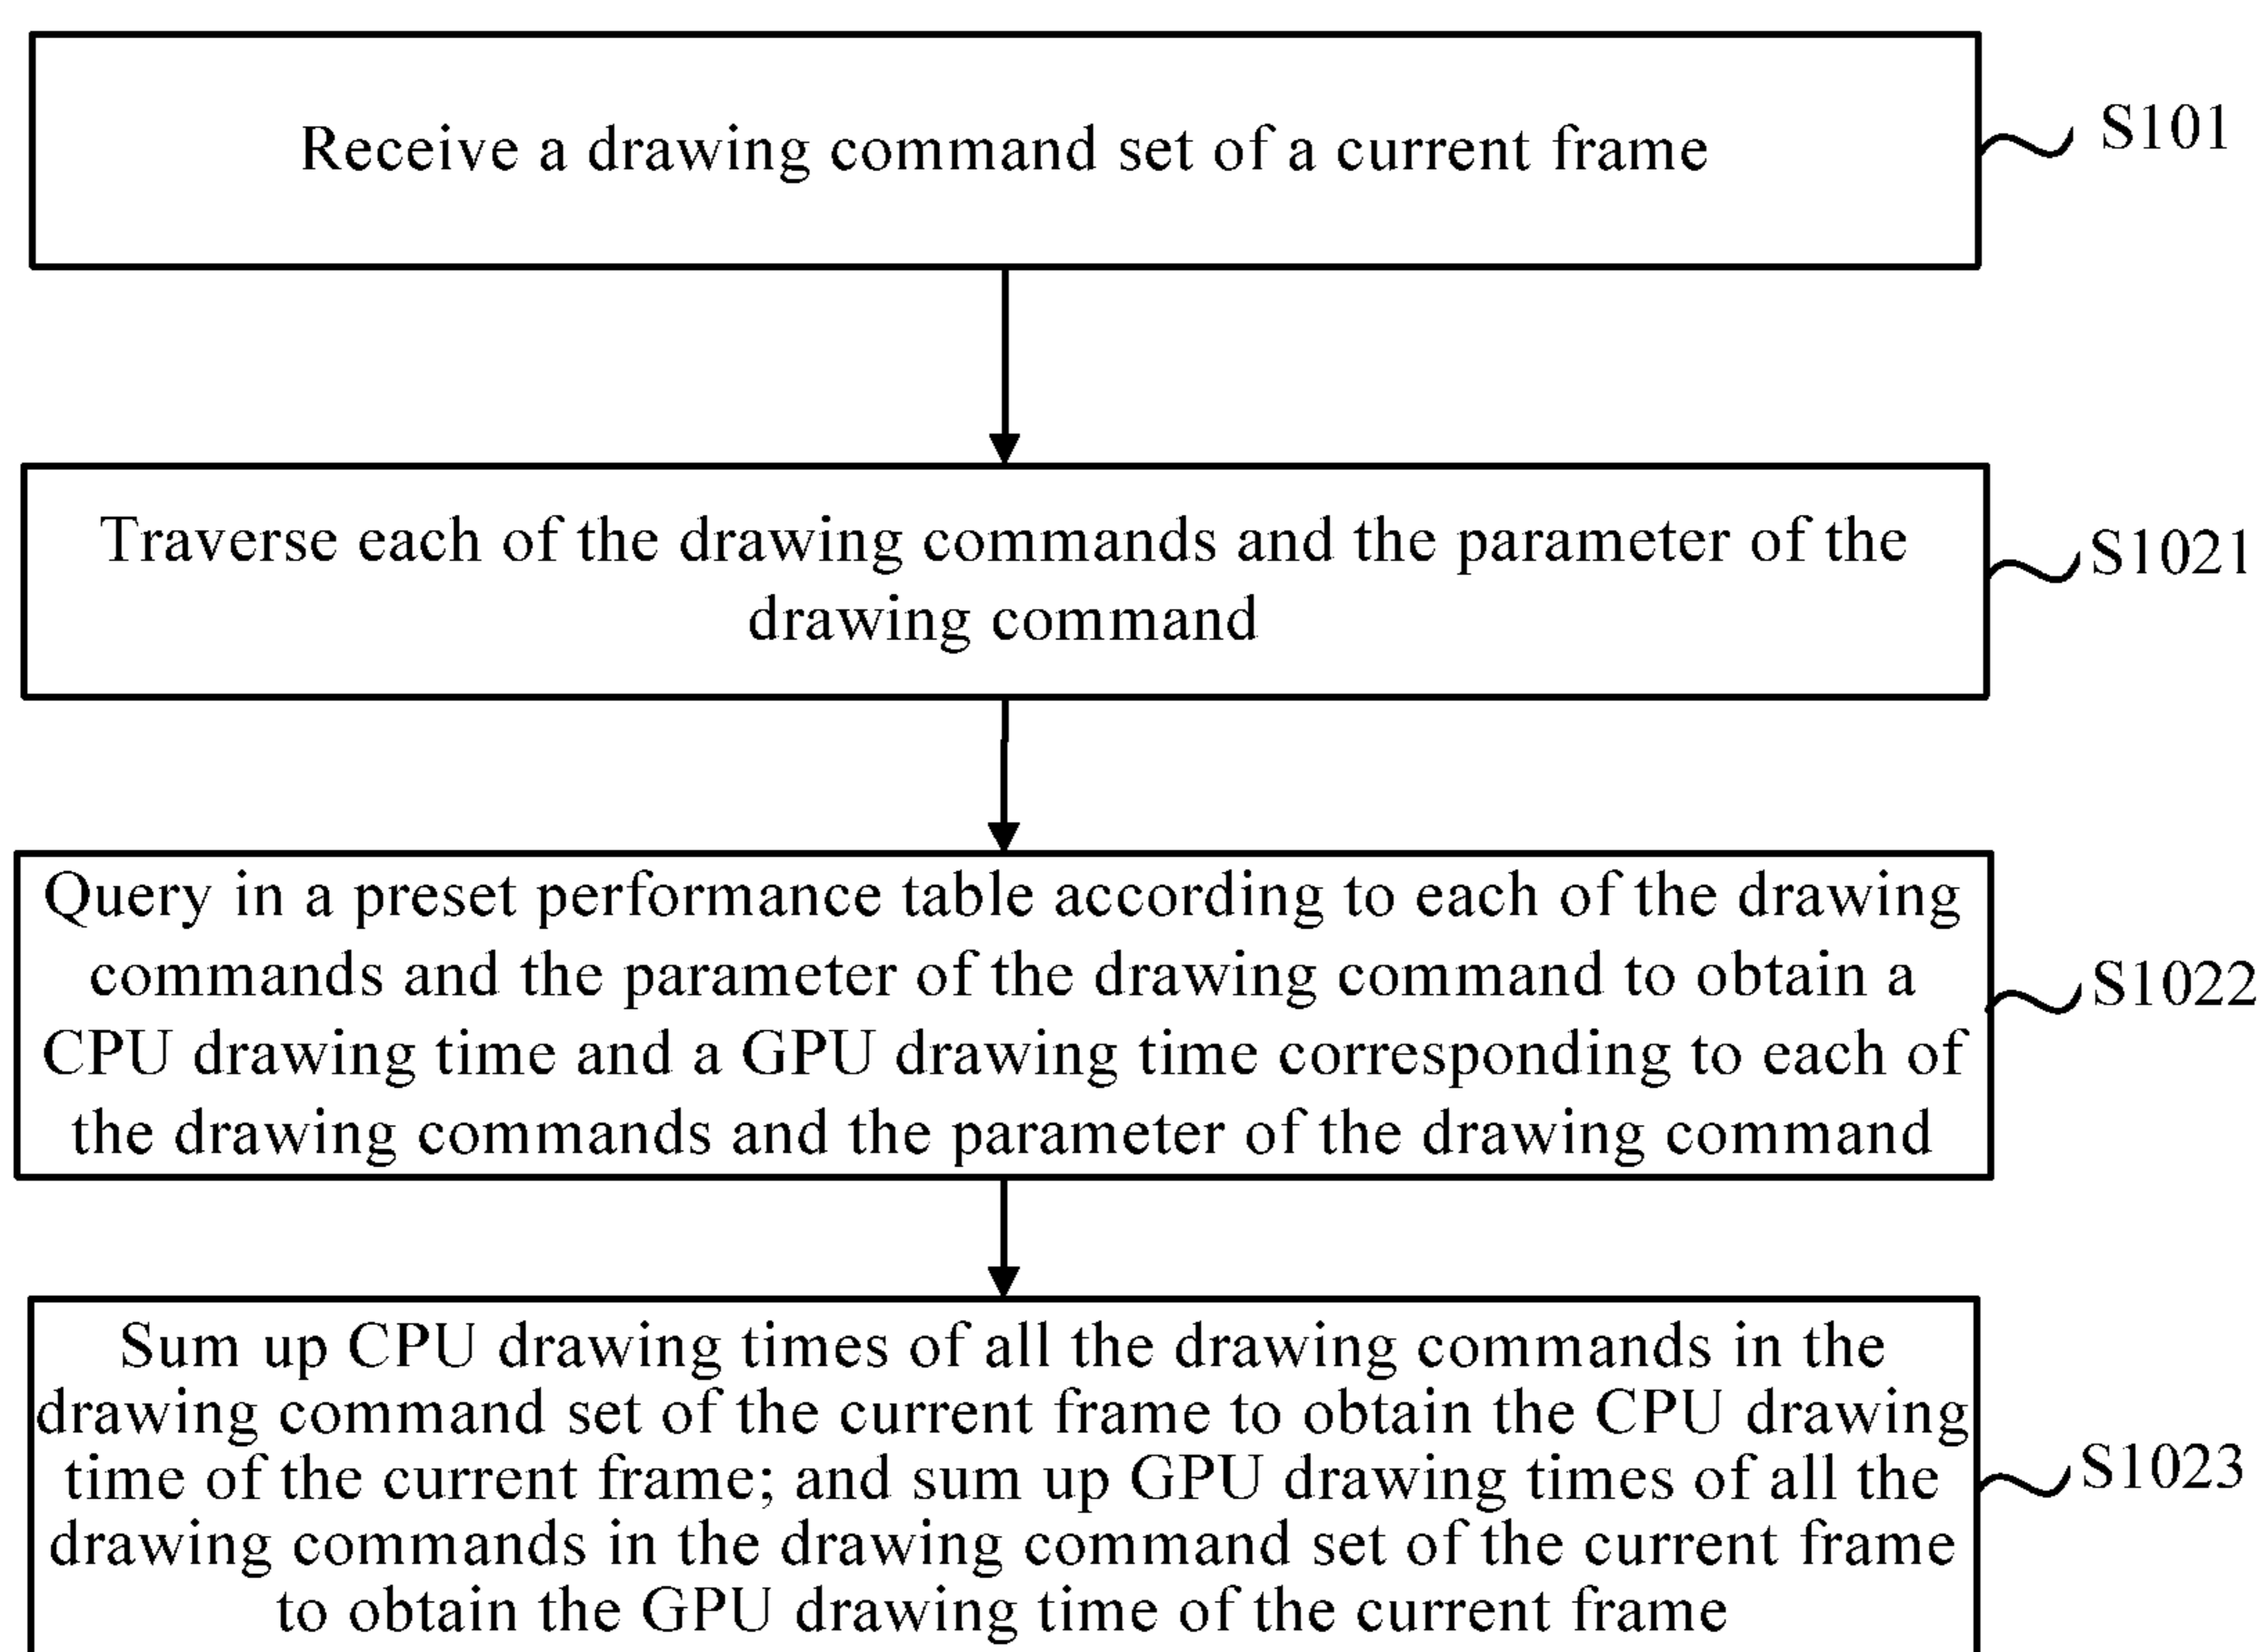 Receive a drawing command set of a current frame
S101
Traverse each of the drawing commands and the parameter of the
drawing command
S1021
Query in a preset performance table according to each of the drawing
commands and the parameter of the drawing command to obtain a
CPU drawing time and a GPU drawing time corresponding to each of
the drawing commands and the parameter of the drawing command
S1022
Sum up CPU drawing times of all the drawing commands in the
drawing command set of the current frame to obtain the CPU drawing
time of the current frame; and sum up GPU drawing times of all the
drawing commands in the drawing command set of the current frame
to obtain the GPU drawing time of the current frame
S1023